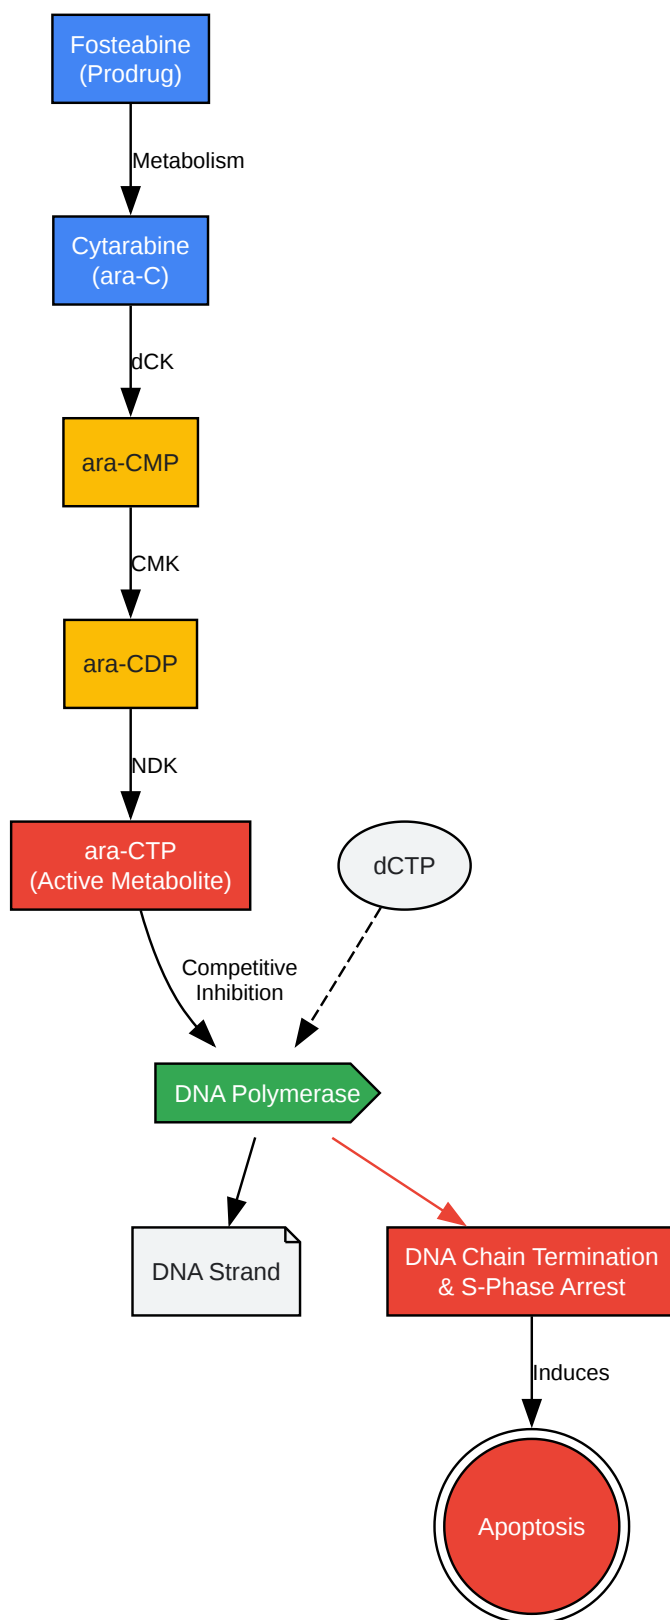 Fosteabine
(Prodrug)
Metabolism
Cytarabine
(ara-C)
dCK
ara-CMP
CMK
ara-CDP
NDK
ara-CTP
(Active Metabolite)
dCTP
Competitive
Inhibition
DNA Polymerase
DNA Strand
DNA Chain Termination
& S-Phase Arrest
Induces
Apoptosis